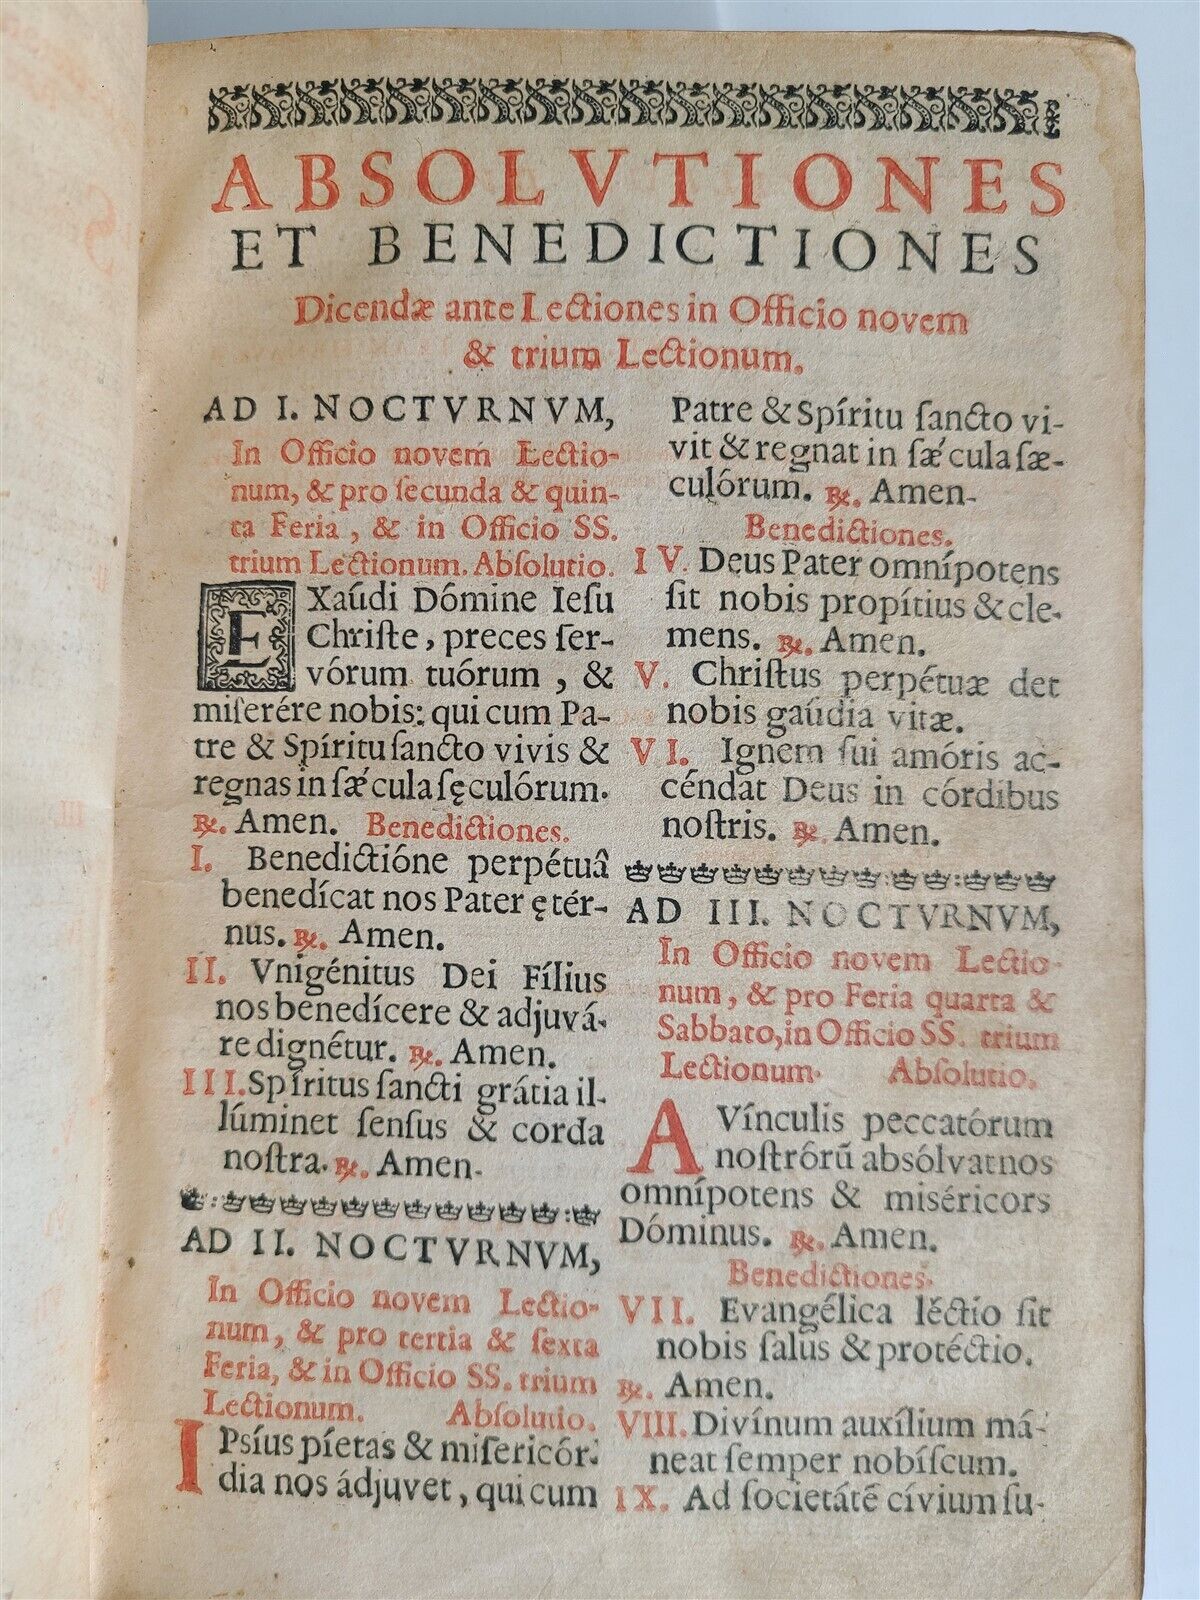 ABSOLVTIONES
ET BENEDICTIONES
Dicendæ ante Lectiones in Officio novem
& trium Lectionum.
AD I. NOCTVRNVM,
In Officio novem Lectio-
num, & pro ſecunda & quin-
ta Feria, & in Officio SS.
trium Lectionum. Abſolutio.
EXaúdi Dómine Ieſu
Chriſte, preces ſer-
vórum tuórum, &
miſerére nobis: qui cum Pa-
tre & Spíritu ſancto vivis &
regnas in ſǽcula ſęculórum.
℞. Amen. Benedictiones.
I. Benedictióne perpétuâ
benedícat nos Pater ętér-
nus. ℞. Amen.
II. Vnigénitus Dei Fílius
nos benedícere & adjuvá-
re dignétur. ℞. Amen.
III. Spíritus ſancti grátia il-
lúminet ſenſus & corda
noſtra. ℞. Amen.
AD II. NOCTVRNVM,
In Officio novem Lectio-
num, & pro tertia & ſexta
Feria, & in Officio SS. trium
Lectionum. Abſolutio.
IPsíus píetas & miſericór-
dia nos ádjuvet, qui cum
Patre & Spíritu ſancto vi-
vit & regnat in ſǽcula ſæ-
culórum. ℞. Amen.
Benedictiones.
IV. Deus Pater omnípotens
ſit nobis propítius & cle-
mens. ℞. Amen.
V. Chriſtus perpétuæ det
nobis gaúdia vitæ.
VI. Ignem ſui amóris ac-
céndat Deus in córdibus
noſtris. ℞. Amen.
AD III. NOCTVRNVM,
In Officio novem Lectio-
num, & pro Feria quarta &
Sabbato, in Officio SS. trium
Lectionum. Abſolutio.
A Vínculis peccatórum
noſtrórũ abſólvat nos
omnípotens & miſéricors
Dóminus. ℞. Amen.
Benedictiones.
VII. Evangélica léctio ſit
nobis ſalus & protéctio.
℞. Amen.
VIII. Divínum auxílium má-
neat ſemper nobíſcum.
IX. Ad ſocietátẽ cívium ſu-